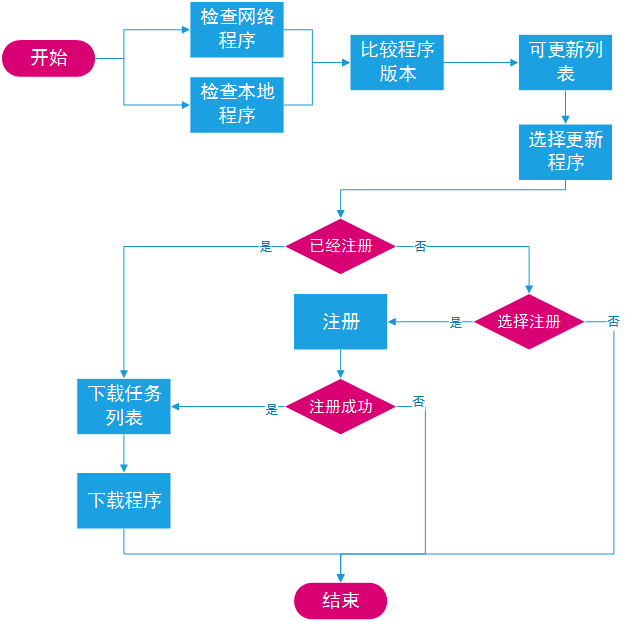 检查网络
程序
开始
比较程序
版本
可更新列
表
检查本地
程序
选择更新
程序
是
已经注册
否
注册
是
选择注册
否
下载任务
列表
是
注册成功
否
下载程序
结束